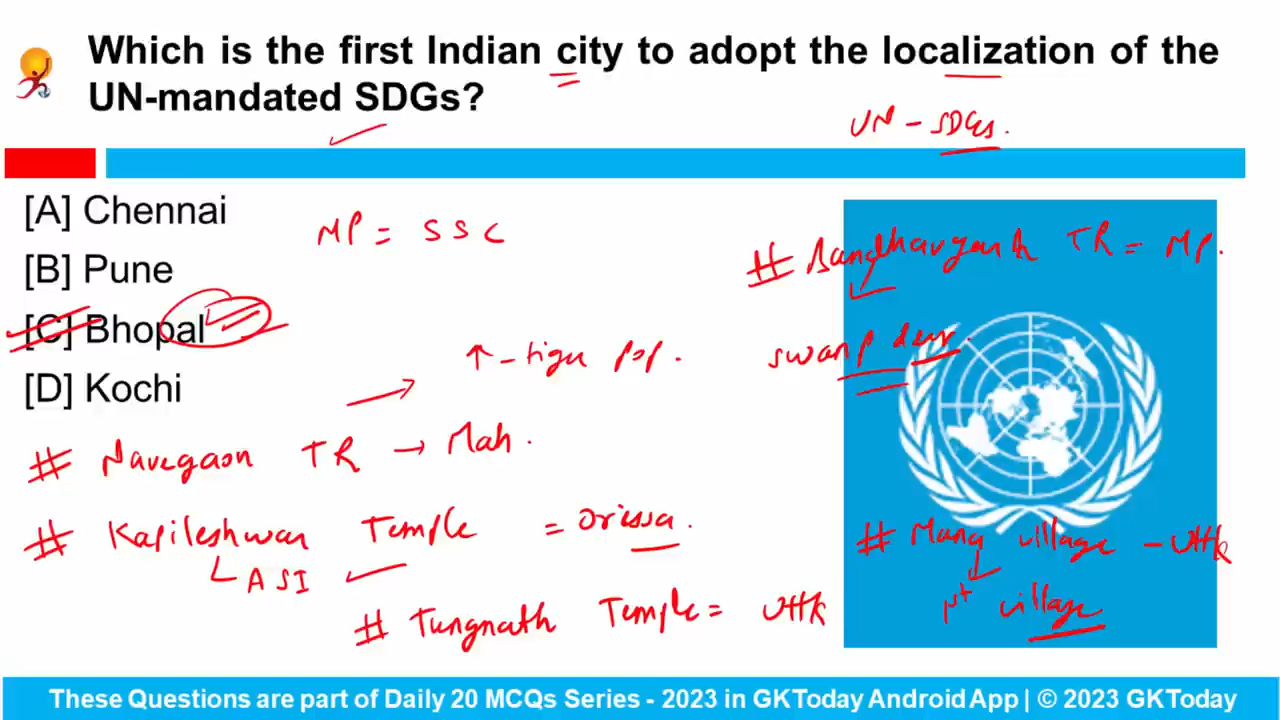 Which is the first Indian city to adopt the localization of the
UN-mandated SDGs?
UN - SDGs.
[A] Chennai
MP = SSC
# Bandhavgarh TR = MP.
[B] Pune
[C] Bhopal
↑ - tiger pop.
swamp deer.
[D] Kochi
# Navegaon TR → Mah.
# Kapileshwar Temple = Orissa.
ASI
# Mana village - Uttk
1st village
# Tungnath Temple = Uttk
These Questions are part of Daily 20 MCQs Series - 2023 in GKToday Android App | © 2023 GKToday